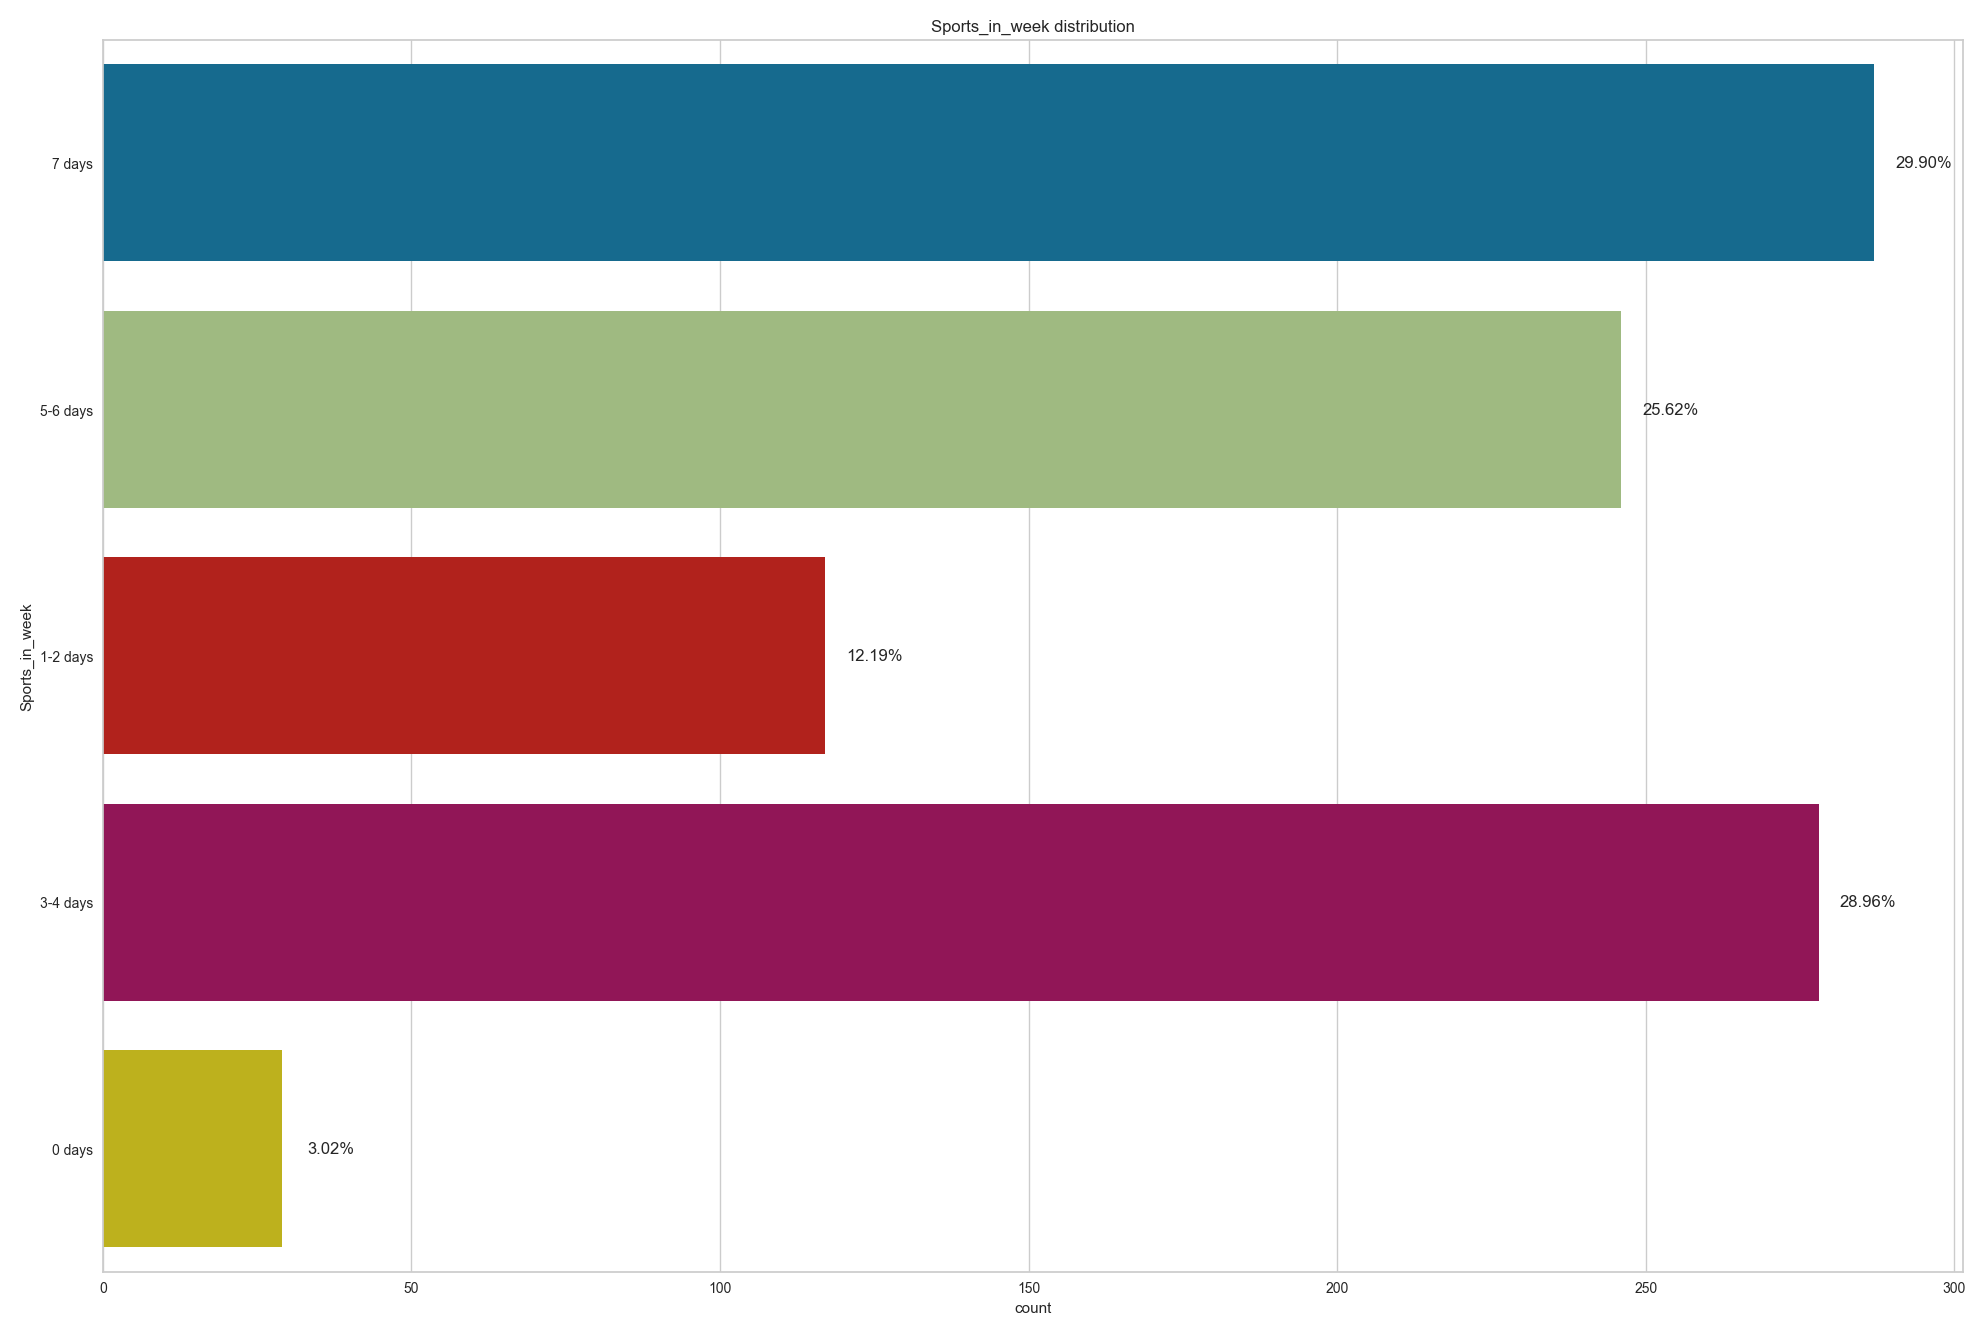 Sports_in_week distribution
7 days
29.90%
5-6 days
25.62%
Sports_in_week
1-2 days
12.19%
3-4 days
28.96%
0 days
3.02%
0 50 100 150 200 250 300
count